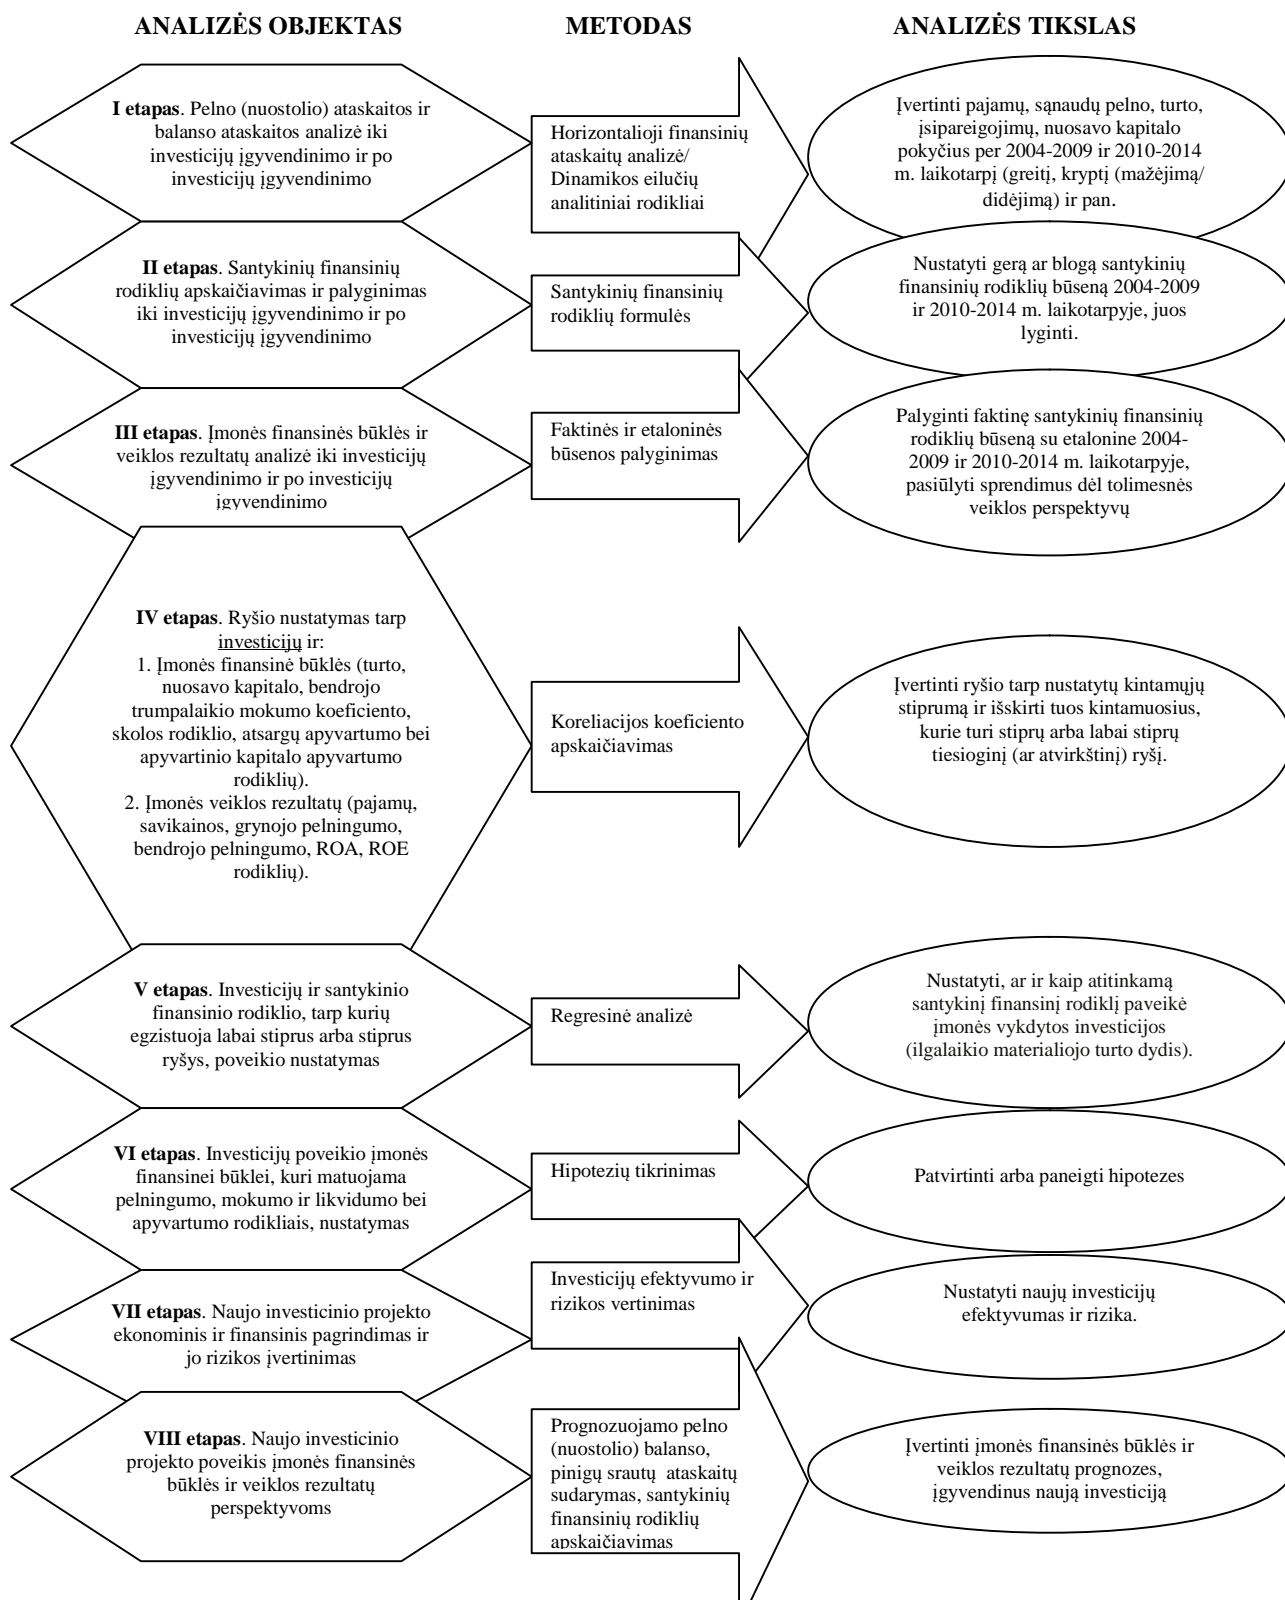 ANALIZĖS OBJEKTAS
METODAS
ANALIZĖS TIKSLAS
I etapas. Pelno (nuostolio) ataskaitos ir
balanso ataskaitos analizė iki
investicijų įgyvendinimo ir po
investicijų įgyvendinimo
Horizontalioji finansinių
ataskaitų analizė/
Dinamikos eilučių
analitiniai rodikliai
Įvertinti pajamų, sąnaudų pelno, turto,
įsipareigojimų, nuosavo kapitalo
pokyčius per 2004-2009 ir 2010-2014
m. laikotarpį (greitį, kryptį (mažėjimą/
didėjimą) ir pan.
II etapas. Santykinių finansinių
rodiklių apskaičiavimas ir palyginimas
iki investicijų įgyvendinimo ir po
investicijų įgyvendinimo
Santykinių finansinių
rodiklių formulės
Nustatyti gerą ar blogą santykinių
finansinių rodiklių būseną 2004-2009
ir 2010-2014 m. laikotarpyje, juos
lyginti.
III etapas. Įmonės finansinės būklės ir
veiklos rezultatų analizė iki investicijų
įgyvendinimo ir po investicijų
įgyvendinimo
Faktinės ir etaloninės
būsenos palyginimas
Palyginti faktinę santykinių finansinių
rodiklių būseną su etalonine 2004-
2009 ir 2010-2014 m. laikotarpyje,
pasiūlyti sprendimus dėl tolimesnės
veiklos perspektyvų
IV etapas. Ryšio nustatymas tarp
investicijų ir:
1. Įmonės finansinė būklės (turto,
nuosavo kapitalo, bendrojo
trumpalaikio mokumo koeficiento,
skolos rodiklio, atsargų apyvartumo bei
apyvartinio kapitalo apyvartumo
rodiklių).
2. Įmonės veiklos rezultatų (pajamų,
savikainos, grynojo pelningumo,
bendrojo pelningumo, ROA, ROE
rodiklių).
Koreliacijos koeficiento
apskaičiavimas
Įvertinti ryšio tarp nustatytų kintamųjų
stiprumą ir išskirti tuos kintamuosius,
kurie turi stiprų arba labai stiprų
tiesioginį (ar atvirkštinį) ryšį.
V etapas. Investicijų ir santykinio
finansinio rodiklio, tarp kurių
egzistuoja labai stiprus arba stiprus
ryšys, poveikio nustatymas
Regresinė analizė
Nustatyti, ar ir kaip atitinkamą
santykinį finansinį rodiklį paveikė
įmonės vykdytos investicijos
(ilgalaikio materialiojo turto dydis).
VI etapas. Investicijų poveikio įmonės
finansinei būklei, kuri matuojama
pelningumo, mokumo ir likvidumo bei
apyvartumo rodikliais, nustatymas
Hipotezių tikrinimas
Patvirtinti arba paneigti hipotezes
VII etapas. Naujo investicinio projekto
ekonominis ir finansinis pagrindimas ir
jo rizikos įvertinimas
Investicijų efektyvumo ir
rizikos vertinimas
Nustatyti naujų investicijų
efektyvumas ir rizika.
VIII etapas. Naujo investicinio
projekto poveikis įmonės finansinės
būklės ir veiklos rezultatų
perspektyvoms
Prognozuojamo pelno
(nuostolio) balanso,
pinigų srautų ataskaitų
sudarymas, santykinių
finansinių rodiklių
apskaičiavimas
Įvertinti įmonės finansinės būklės ir
veiklos rezultatų prognozes,
įgyvendinus naują investiciją